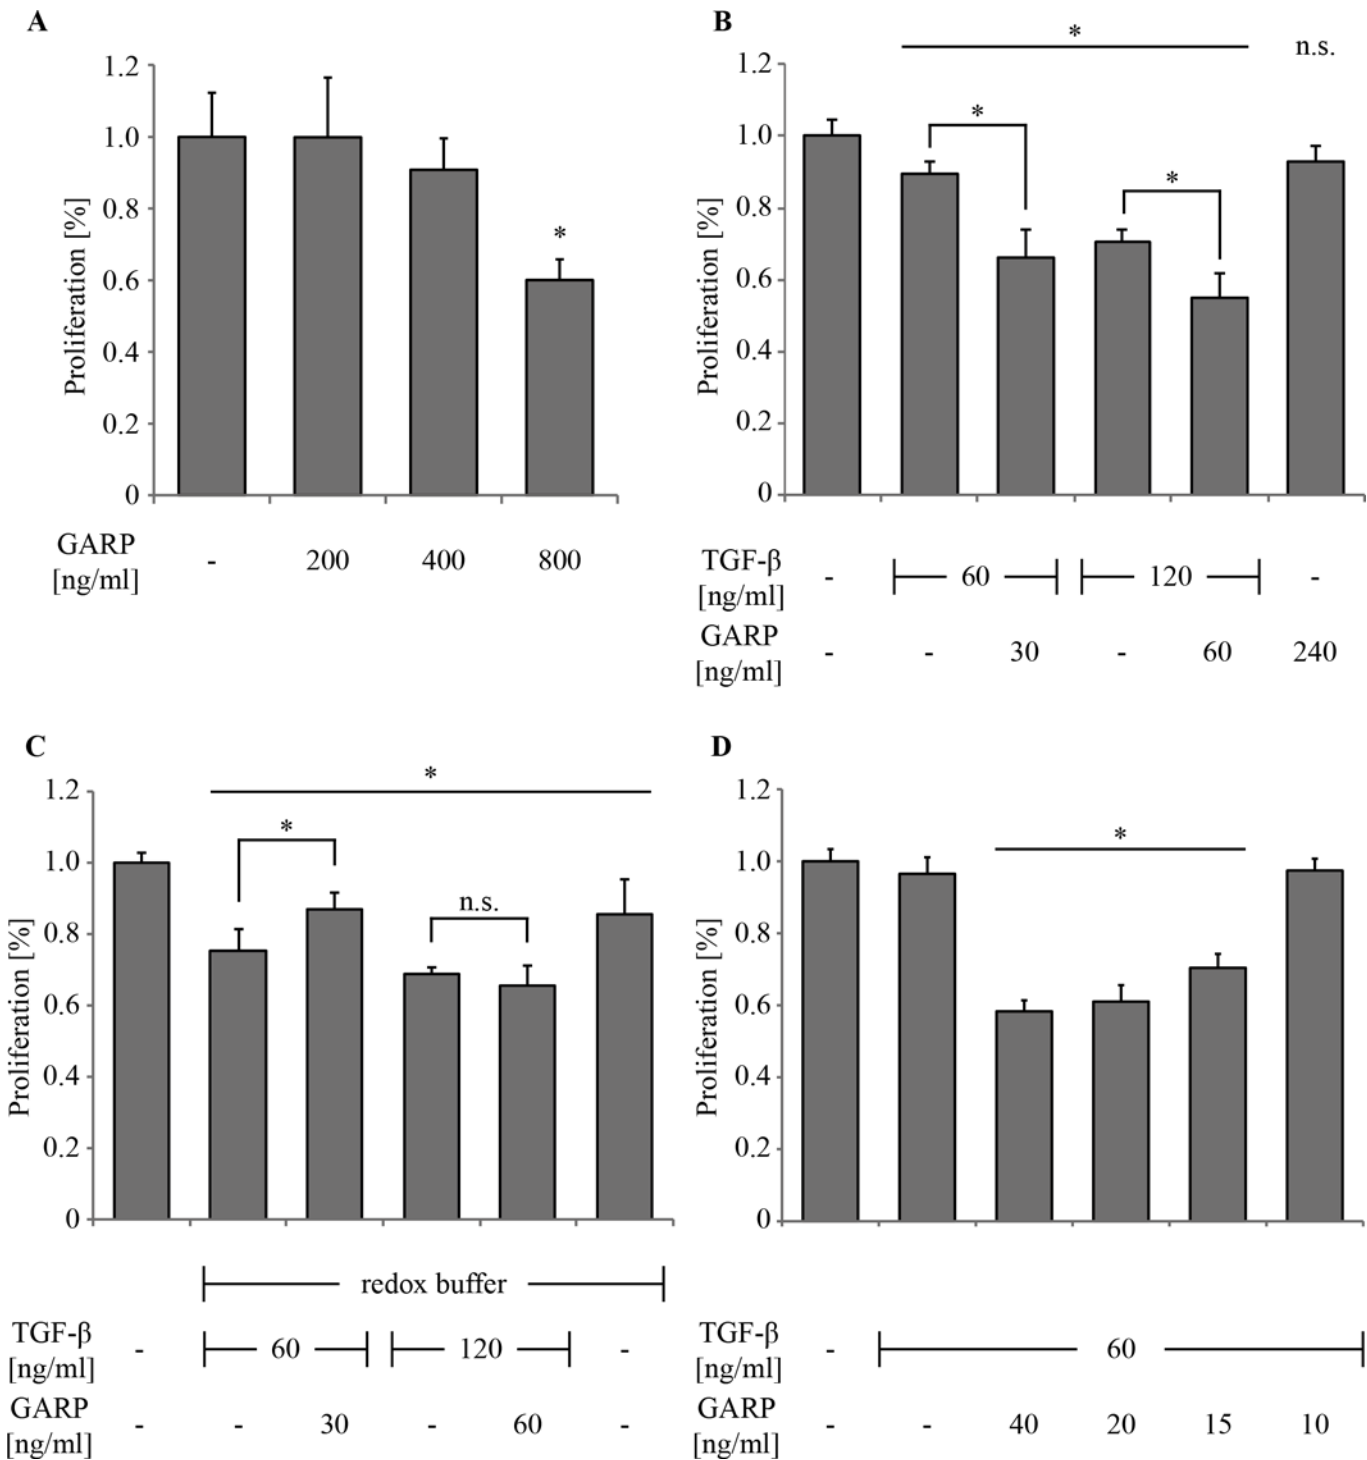 A
1.2
1.0
0.8
0.6
0.4
0.2
0
Proliferation [%]
*
GARP
[ng/ml]
- 200 400 800
B
1.2
1.0
0.8
0.6
0.4
0.2
0
Proliferation [%]
* n.s.
*
*
TGF-β
[ng/ml]
- 60 120 -
GARP
[ng/ml]
- - 30 - 60 240
C
1.2
1.0
0.8
0.6
0.4
0.2
0
Proliferation [%]
*
*
n.s.
redox buffer
TGF-β
[ng/ml]
- 60 120 -
GARP
[ng/ml]
- - 30 - 60 -
D
1.2
1.0
0.8
0.6
0.4
0.2
0
Proliferation [%]
*
TGF-β
[ng/ml]
- 60
GARP
[ng/ml]
- - 40 20 15 10